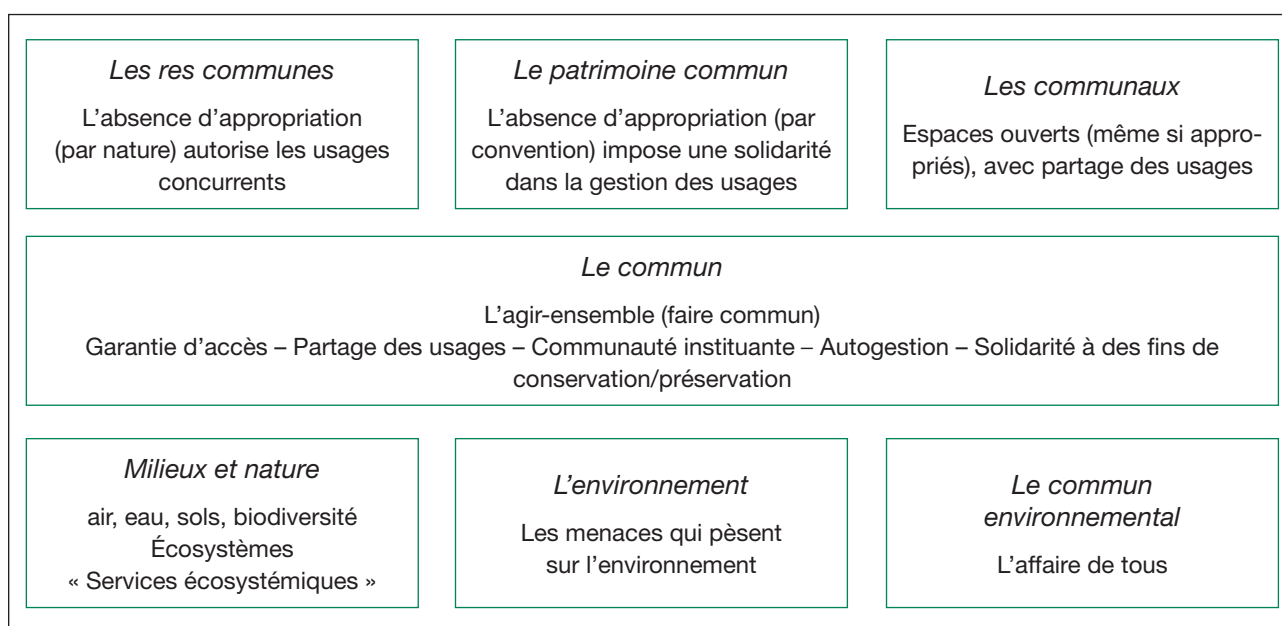 Les res communes
L'absence d'appropriation
(par nature) autorise les usages
concurrents
Le patrimoine commun
L'absence d'appropriation (par
convention) impose une solidarité
dans la gestion des usages
Les communaux
Espaces ouverts (même si appro-
priés), avec partage des usages
Le commun
L'agir-ensemble (faire commun)
Garantie d'accès – Partage des usages – Communauté instituante – Autogestion – Solidarité à des fins de
conservation/préservation
Milieux et nature
air, eau, sols, biodiversité
Écosystèmes
« Services écosystémiques »
L'environnement
Les menaces qui pèsent
sur l'environnement
Le commun
environnemental
L'affaire de tous